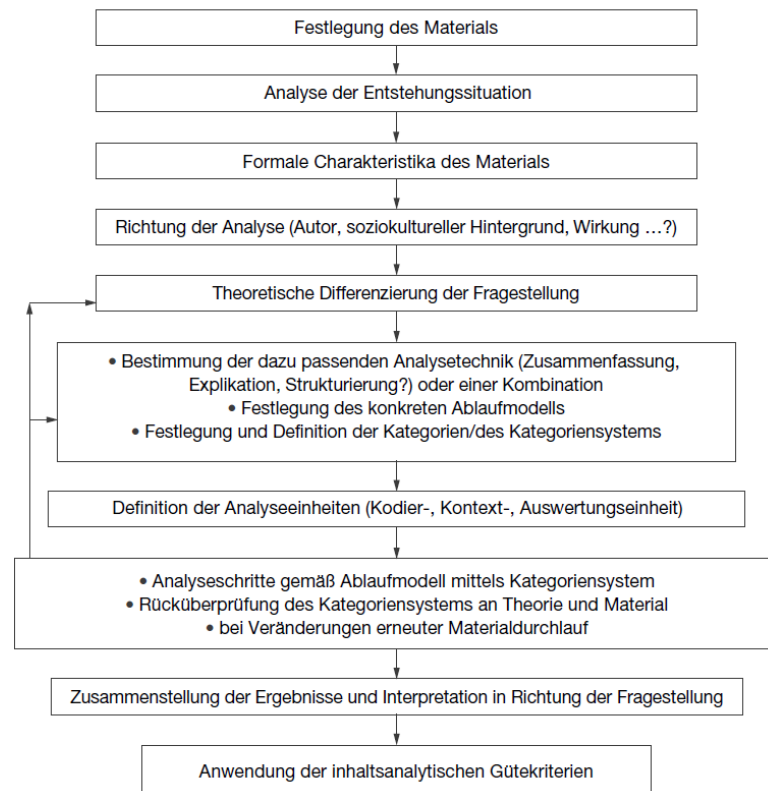 Festlegung des Materials
Analyse der Entstehungssituation
Formale Charakteristika des Materials
Richtung der Analyse (Autor, soziokultureller Hintergrund, Wirkung …?)
Theoretische Differenzierung der Fragestellung
• Bestimmung der dazu passenden Analysetechnik (Zusammenfassung,
Explikation, Strukturierung?) oder einer Kombination
• Festlegung des konkreten Ablaufmodells
• Festlegung und Definition der Kategorien/des Kategoriensystems
Definition der Analyseeinheiten (Kodier-, Kontext-, Auswertungseinheit)
• Analyseschritte gemäß Ablaufmodell mittels Kategoriensystem
• Rücküberprüfung des Kategoriensystems an Theorie und Material
• bei Veränderungen erneuter Materialdurchlauf
Zusammenstellung der Ergebnisse und Interpretation in Richtung der Fragestellung
Anwendung der inhaltsanalytischen Gütekriterien